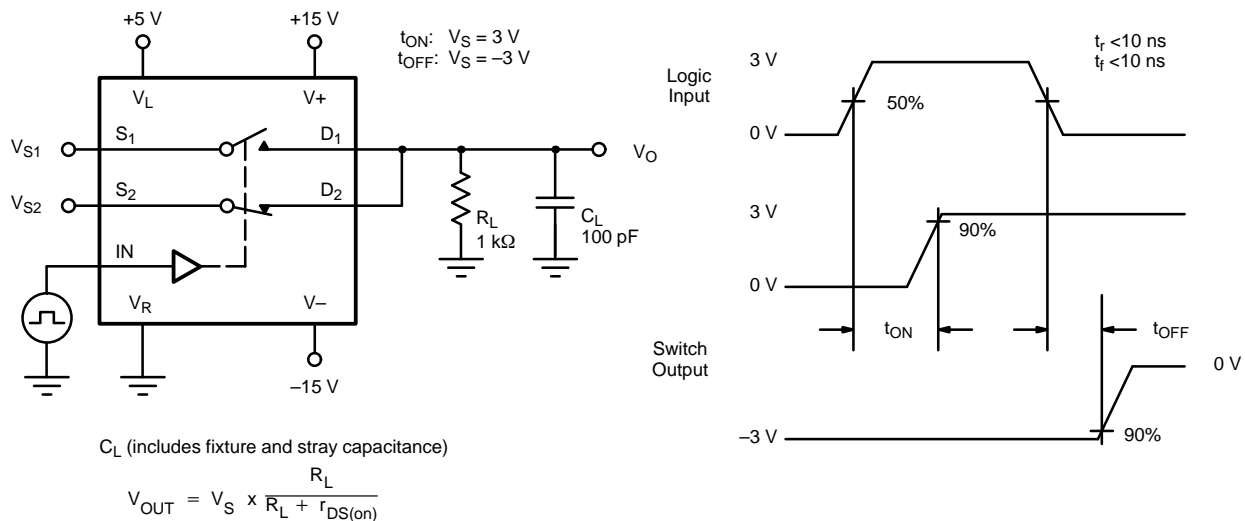 +5 V
+15 V
tON: VS = 3 V
tOFF: VS = –3 V
VL
V+
VS1
S1
D1
VO
VS2
S2
D2
RL
1 kΩ
CL
100 pF
IN
VR
V–
–15 V
CL (includes fixture and stray capacitance)
VOUT = VS x RL
RL + rDS(on)
tr <10 ns
tf <10 ns
Logic
Input
3 V
50%
0 V
3 V
90%
0 V
tON
tOFF
Switch
Output
0 V
–3 V
90%